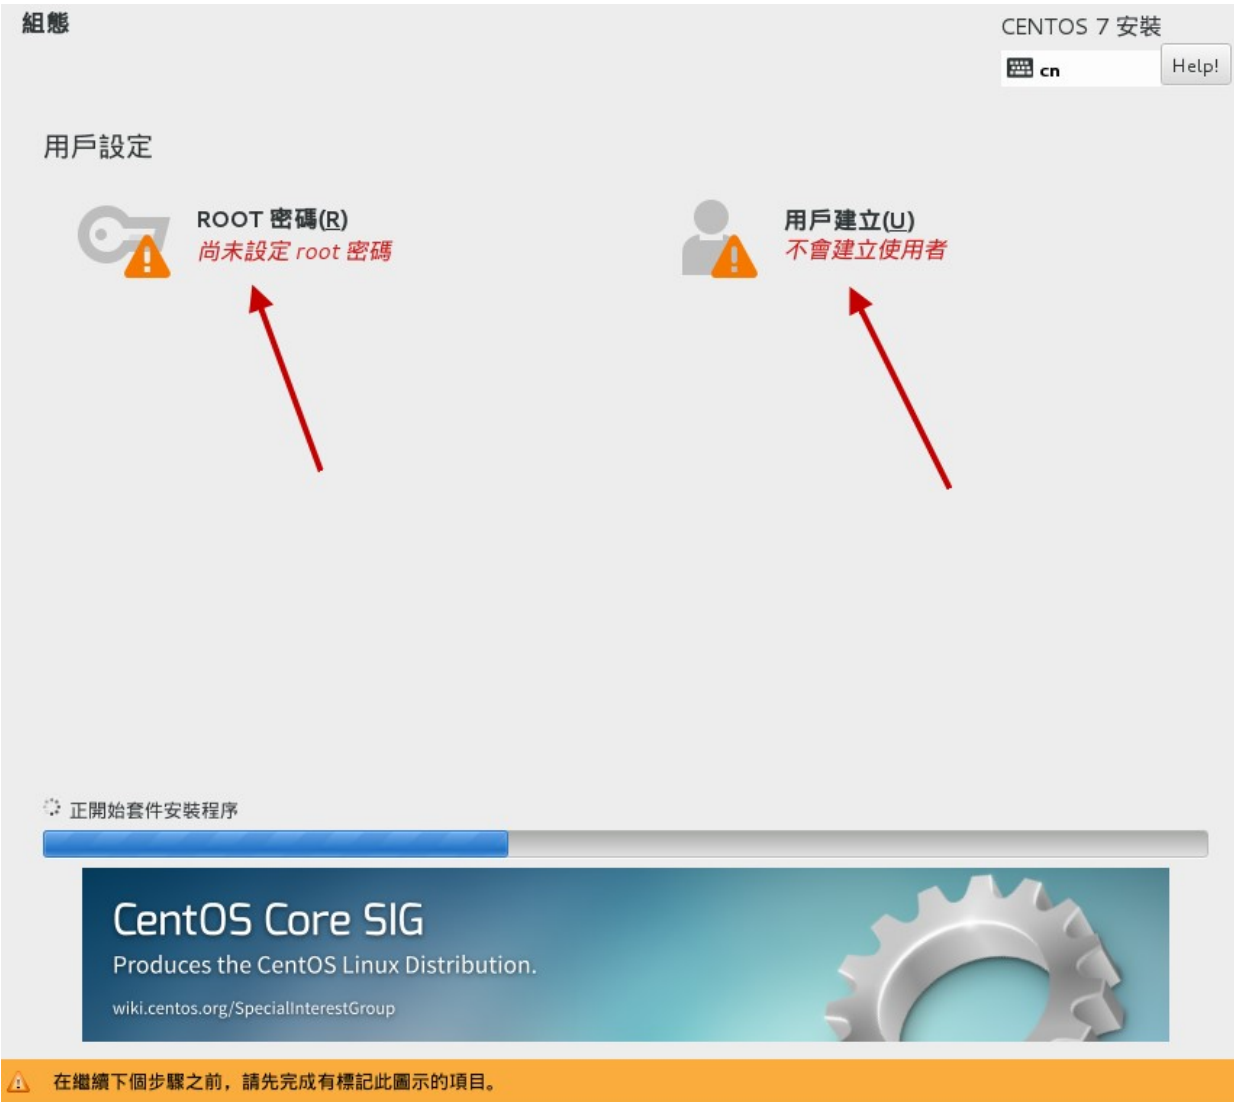 組態
CENTOS 7 安裝
cn
Help!
用戶設定
ROOT 密碼(R)
尚未設定 root 密碼
用戶建立(U)
不會建立使用者
正開始套件安裝程序
CentOS Core SIG
Produces the CentOS Linux Distribution.
wiki.centos.org/SpecialInterestGroup
在繼續下個步驟之前，請先完成有標記此圖示的項目。